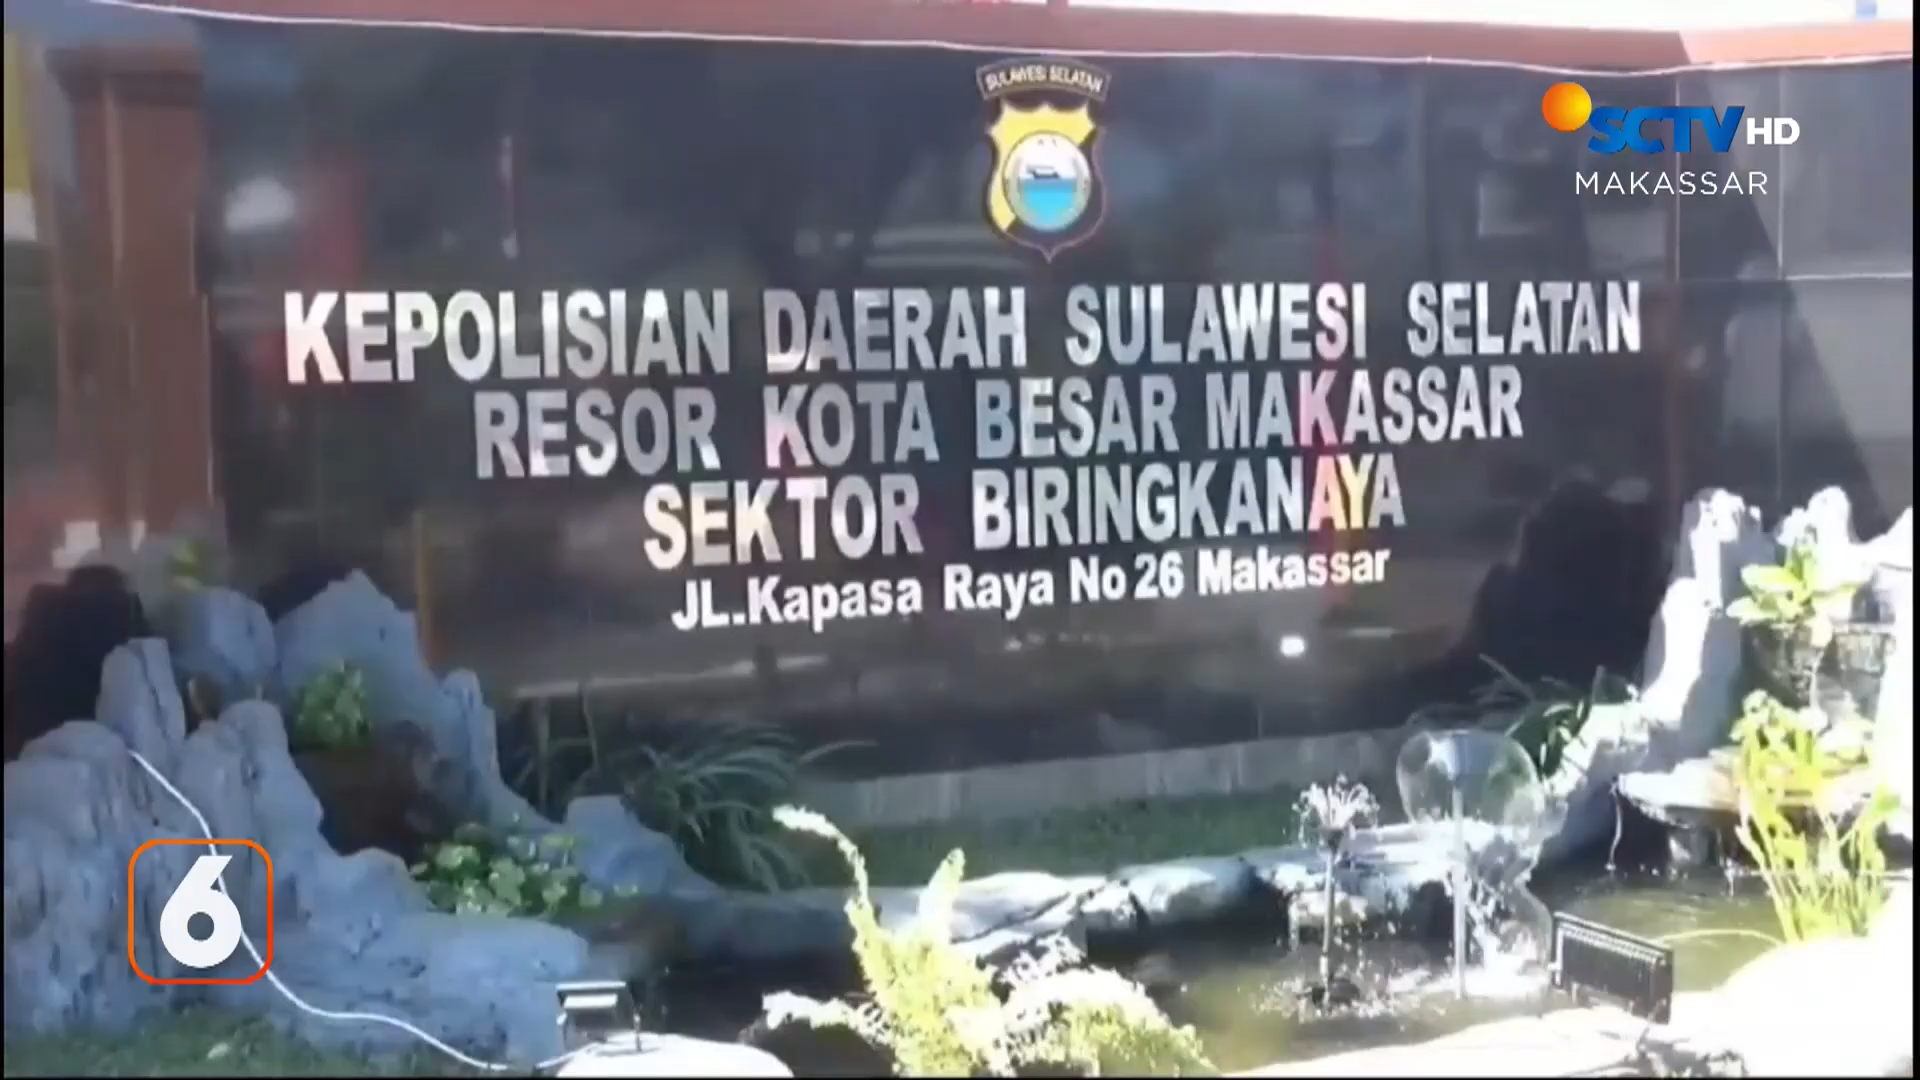 SULAWESI SELATAN
SCTV HD
MAKASSAR
KEPOLISIAN DAERAH SULAWESI SELATAN
RESOR KOTA BESAR MAKASSAR
SEKTOR BIRINGKANAYA
JL.Kapasa Raya No 26 Makassar
6